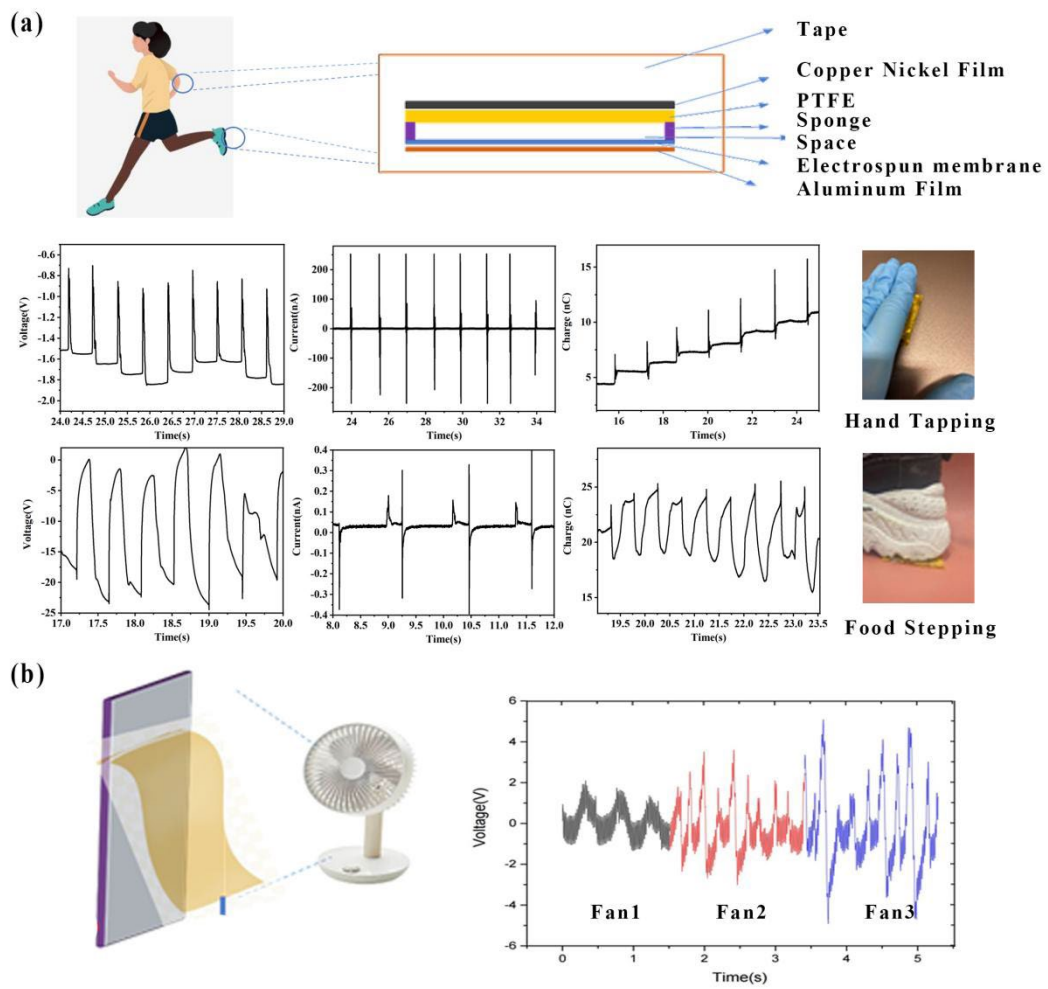 (a)
Tape
Copper Nickel Film
PTFE
Sponge
Space
Electrospun membrane
Aluminum Film
Voltage(V)
-0.6
-0.8
-1.0
-1.2
-1.4
-1.6
-1.8
-2.0
24.0 24.5 25.0 25.5 26.0 26.5 27.0 27.5 28.0 28.5 29.0
Time(s)
Current(nA)
250
200
150
100
50
0
-50
-100
-200
24 26 28 30 32 34
Time(s)
Charge (nC)
15
10
5
16 18 20 22 24
Time(s)
Hand Tapping
Voltage(V)
0
-5
-10
-15
-20
-25
17.0 17.5 18.0 18.5 19.0 19.5 20.0
Time(s)
Current(nA)
0.4
0.3
0.2
0.1
0.0
-0.1
-0.2
-0.3
-0.4
8.0 8.5 9.0 9.5 10.0 10.5 11.0 11.5 12.0
Time(s)
Charge (nC)
25
20
15
19.5 20.0 20.5 21.0 21.5 22.0 22.5 23.0 23.5
Time(s)
Food Stepping
(b)
Voltage(V)
6
4
2
0
-2
-4
-6
Fan1 Fan2 Fan3
0 1 2 3 4 5
Time(s)